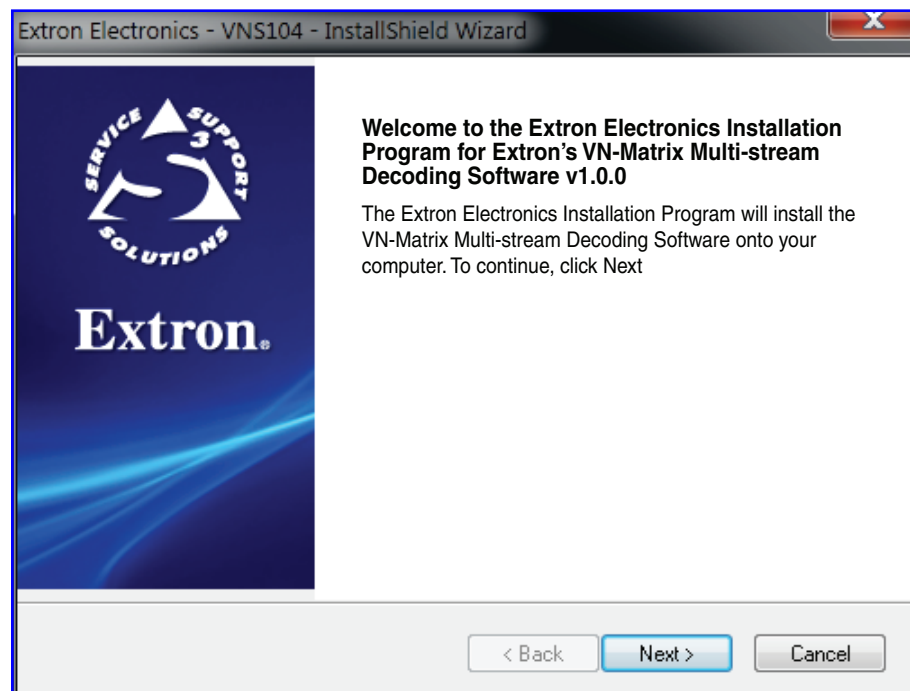 Extron Electronics - VNS104 - InstallShield Wizard
X
SERVICE SUPPORT
3
SOLUTIONS
Extron®
Welcome to the Extron Electronics Installation
Program for Extron's VN-Matrix Multi-stream
Decoding Software v1.0.0
The Extron Electronics Installation Program will install the
VN-Matrix Multi-stream Decoding Software onto your
computer. To continue, click Next
< Back
Next >
Cancel